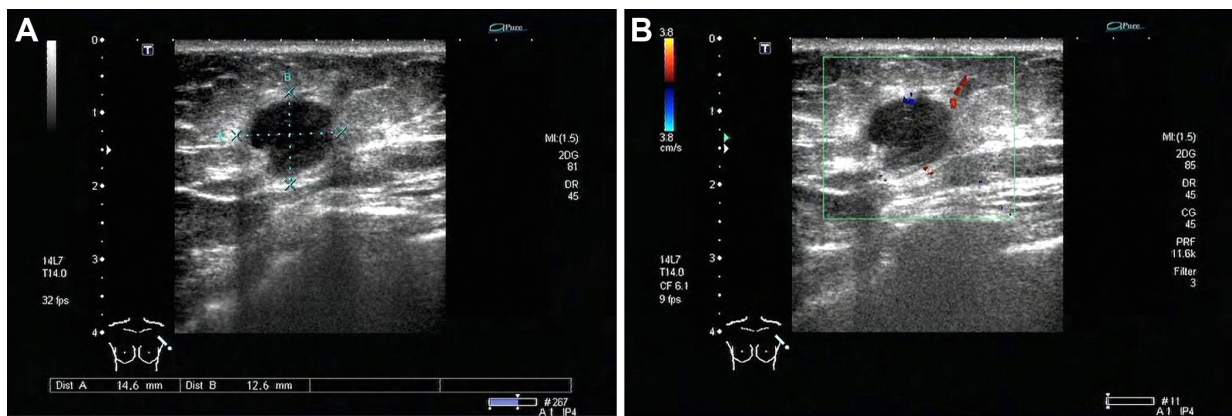 A
Pure
0
T
B
1
A
MI:(1.5)
2DG
81
2
DR
45
14L7
T14.0
3
32 fps
4
Dist A 14.6 mm Dist B 12.6 mm
#267
A 1 IP4
B
Pure
3.8
0
T
1
3.8
cm/s
MI:(1.5)
2DG
85
2
DR
45
CG
45
PRF
11.6k
14L7
T14.0
3
Filter
3
CF 6.1
9 fps
4
#11
A 1 IP4